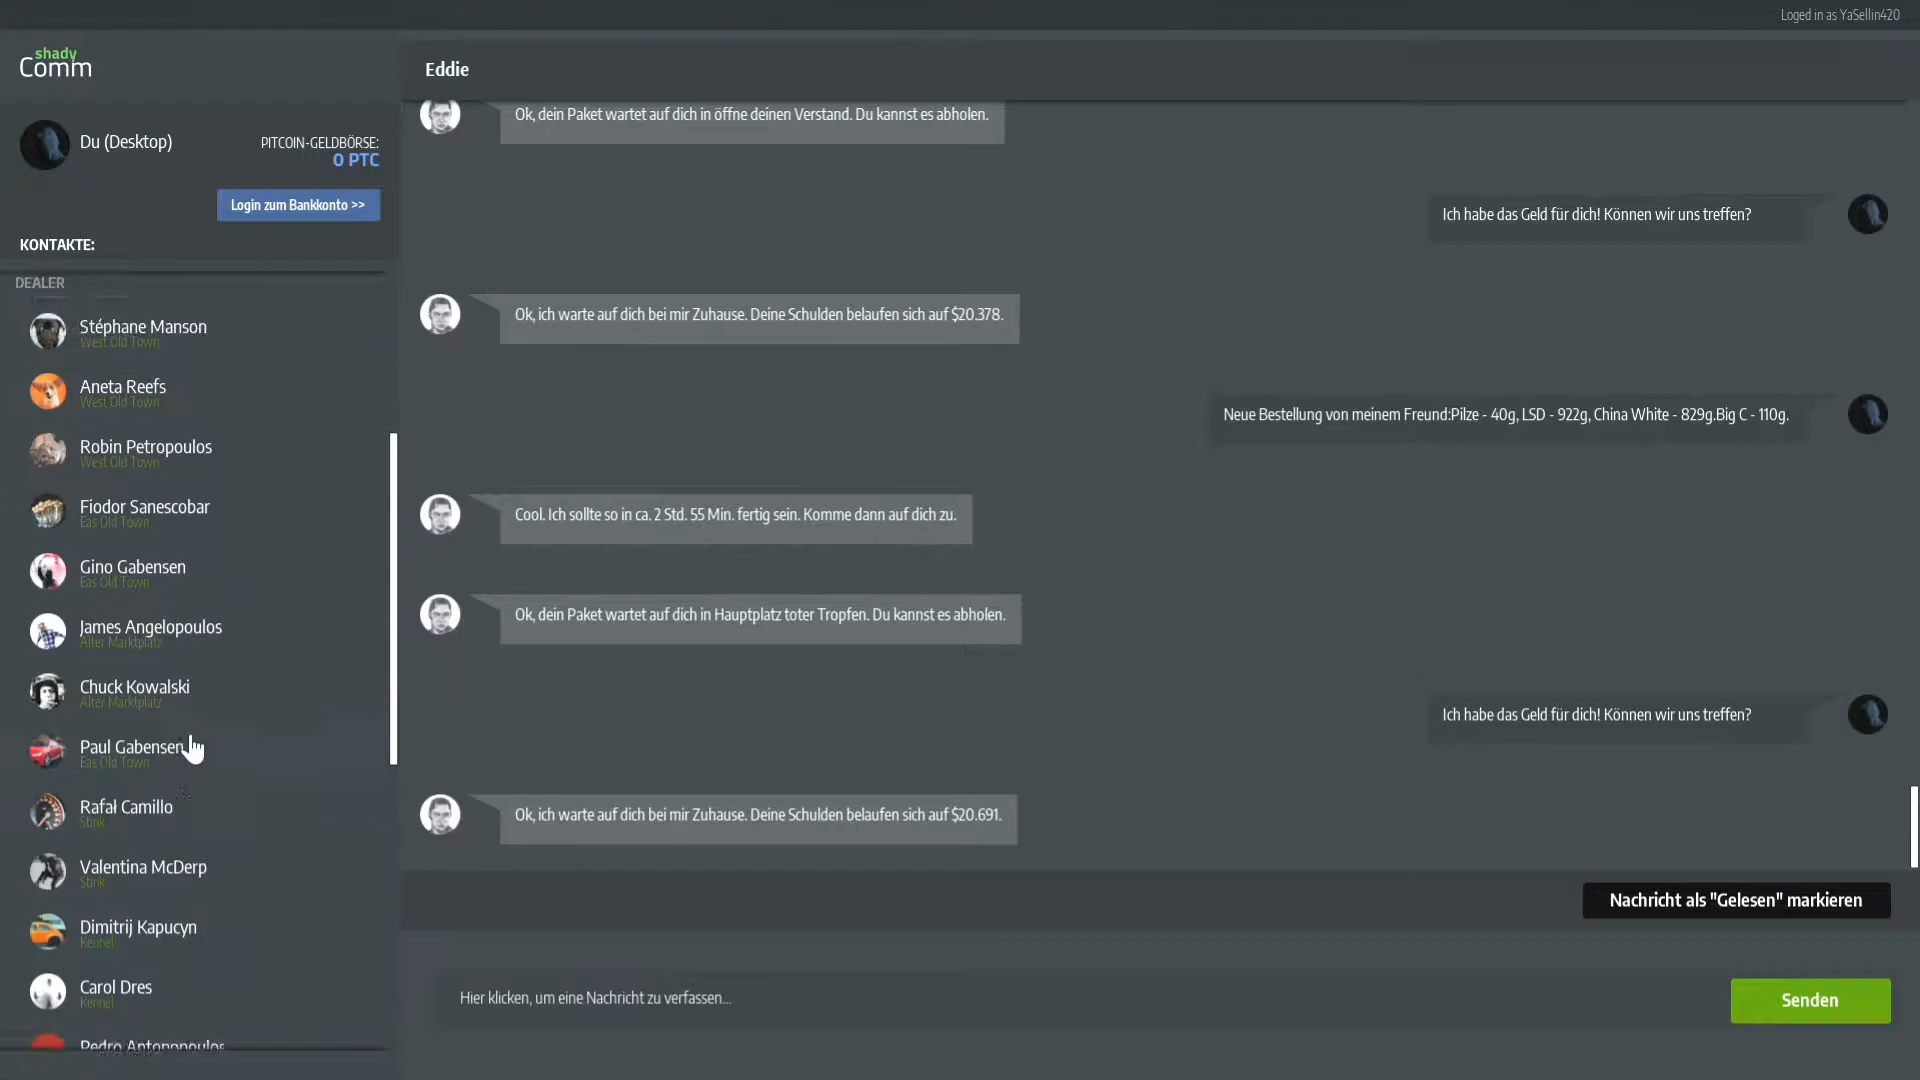 Loged in as YaSellin420
shady
Comm
Du (Desktop)
PITCOIN-GELDBÖRSE:
0 PTC
Login zum Bankkonto >>
KONTAKTE:
DEALER
Stéphane Manson
West Old Town
Aneta Reefs
West Old Town
Robin Petropoulos
West Old Town
Fiodor Sanescobar
Eas Old Town
Gino Gabensen
Eas Old Town
James Angelopoulos
Alter Marktplatz
Chuck Kowalski
Alter Marktplatz
Paul Gabensen
Eas Old Town
Rafał Camillo
Stink
Valentina McDerp
Stink
Dimitrij Kapucyn
Kennel
Carol Dres
Kennel
Pedro Antonopoulos
Eddie
Ok, dein Paket wartet auf dich in öffne deinen Verstand. Du kannst es abholen.
Ich habe das Geld für dich! Können wir uns treffen?
Ok, ich warte auf dich bei mir Zuhause. Deine Schulden belaufen sich auf $20.378.
Neue Bestellung von meinem Freund:Pilze - 40g, LSD - 922g, China White - 829g.Big C - 110g.
Cool. Ich sollte so in ca. 2 Std. 55 Min. fertig sein. Komme dann auf dich zu.
Ok, dein Paket wartet auf dich in Hauptplatz toter Tropfen. Du kannst es abholen.
Ich habe das Geld für dich! Können wir uns treffen?
Ok, ich warte auf dich bei mir Zuhause. Deine Schulden belaufen sich auf $20.691.
Nachricht als "Gelesen" markieren
Hier klicken, um eine Nachricht zu verfassen...
Senden